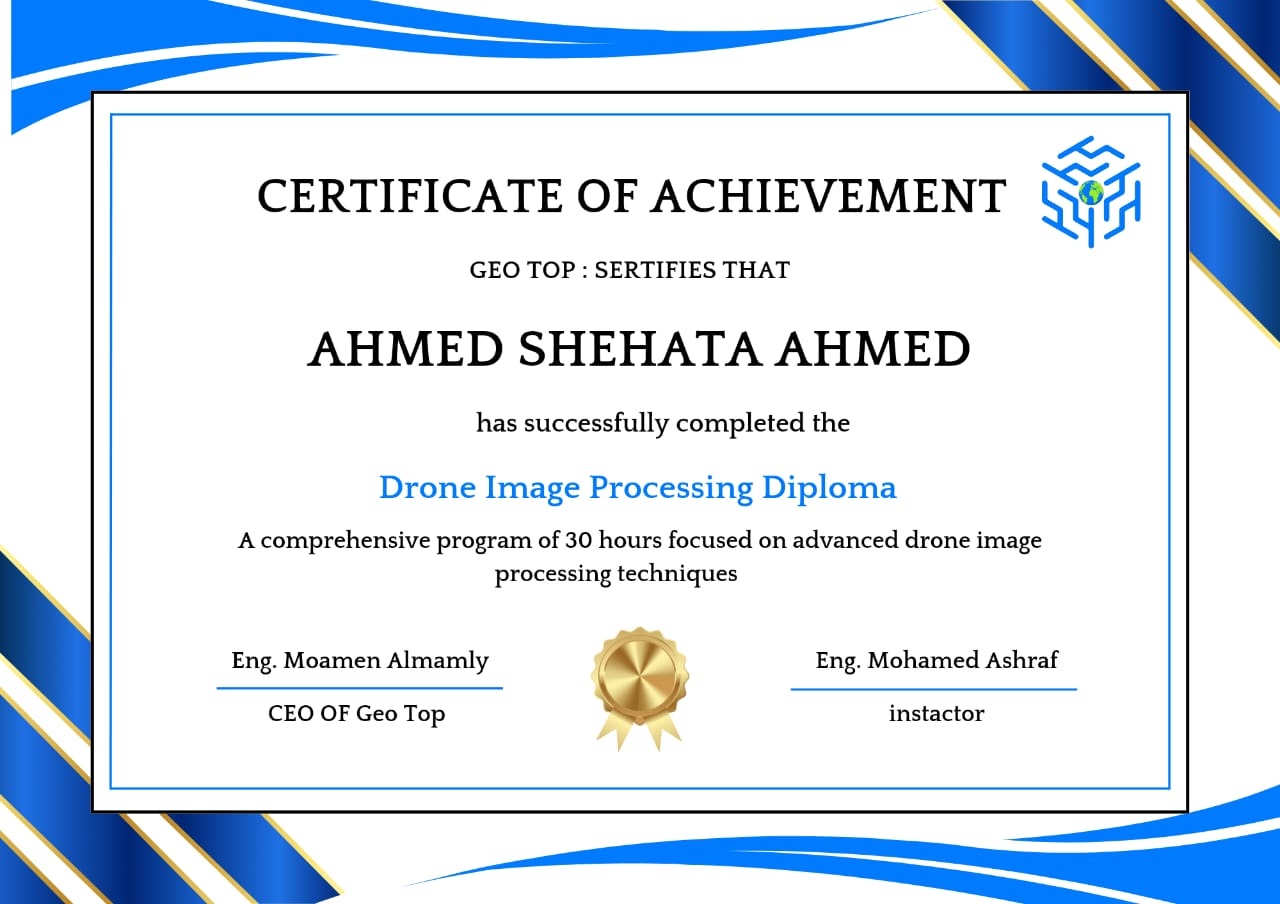 CERTIFICATE OF ACHIEVEMENT
GEO TOP : SERTIFIES THAT
AHMED SHEHATA AHMED
has successfully completed the
Drone Image Processing Diploma
A comprehensive program of 30 hours focused on advanced drone image
processing techniques
Eng. Moamen Almamly
CEO OF Geo Top
Eng. Mohamed Ashraf
instactor